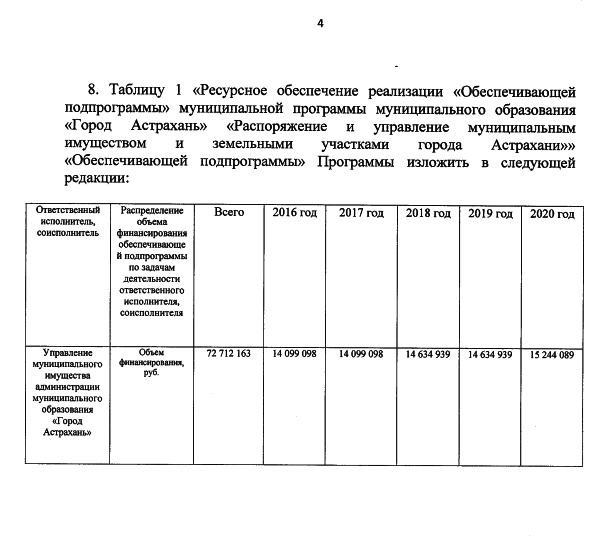 4
8. Таблицу 1 «Ресурсное обеспечение реализации «Обеспечивающей
подпрограммы» муниципальной программы муниципального образования
«Город Астрахань» «Распоряжение и управление муниципальным
имуществом и земельными участками города Астрахани»»
«Обеспечивающей подпрограммы» Программы изложить в следующей
редакции:
Ответственный
исполнитель,
соисполнитель
Распределение
объема
финансирования
обеспечивающе
й подпрограммы
по задачам
деятельности
ответственного
исполнителя,
соисполнителя
Всего
2016 год
2017 год
2018 год
2019 год
2020 год
Управление
муниципального
имущества
администрации
муниципального
образования
«Город
Астрахань»
Объем
финансирования,
руб.
72 712 163
14 099 098
14 099 098
14 634 939
14 634 939
15 244 089